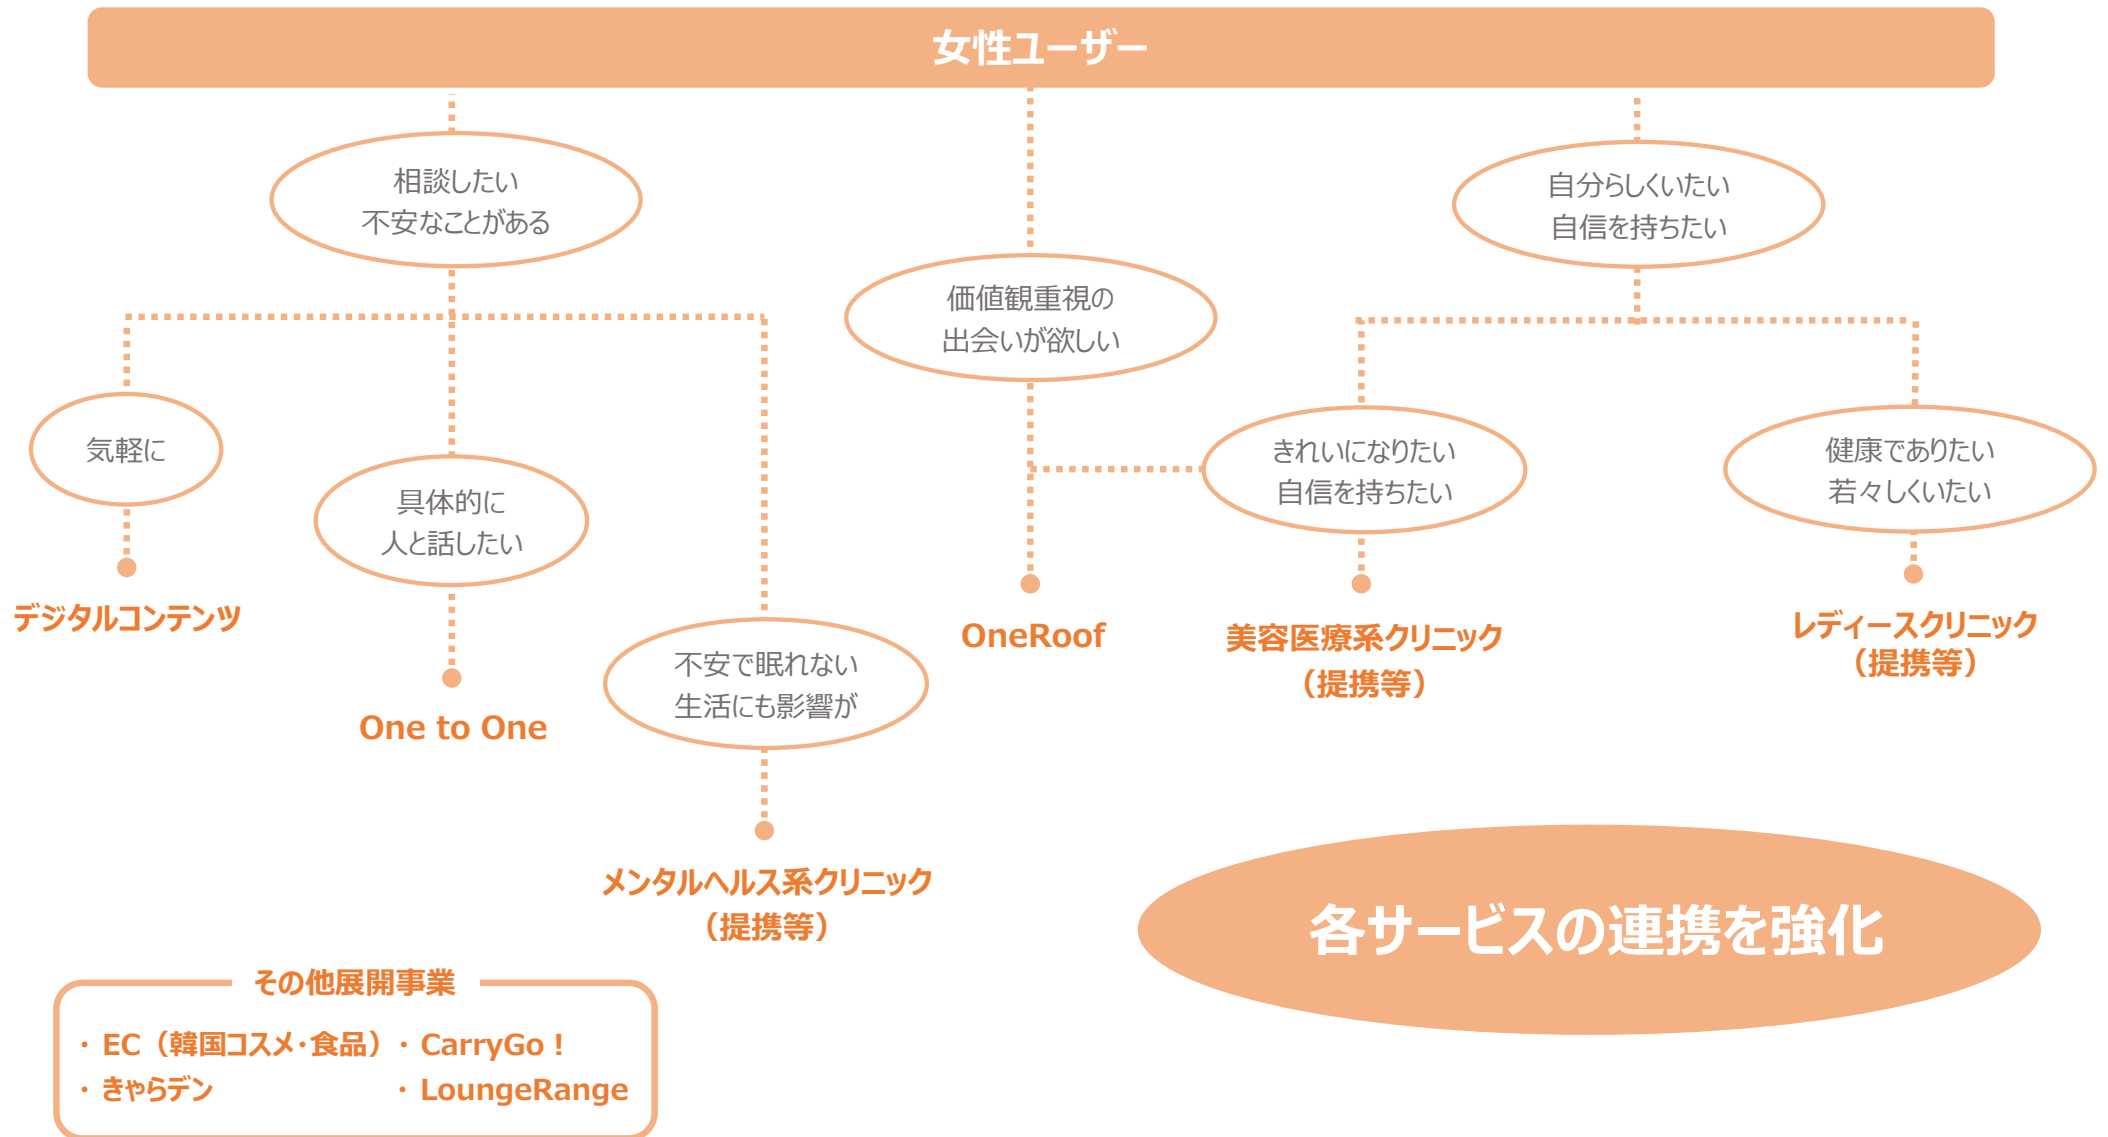 女性ユーザー
相談したい
不安なことがある
自分らしくいたい
自信を持ちたい
価値観重視の
出会いが欲しい
気軽に
具体的に
人と話したい
きれいになりたい
自信を持ちたい
健康でありたい
若々しくいたい
デジタルコンテンツ
One to One
不安で眠れない
生活にも影響が
OneRoof
美容医療系クリニック
（提携等）
レディースクリニック
（提携等）
メンタルヘルス系クリニック
（提携等）
各サービスの連携を強化
その他展開事業
・ EC（韓国コスメ・食品）
・ CarryGo！
・ きゃらデン
・ LoungeRange